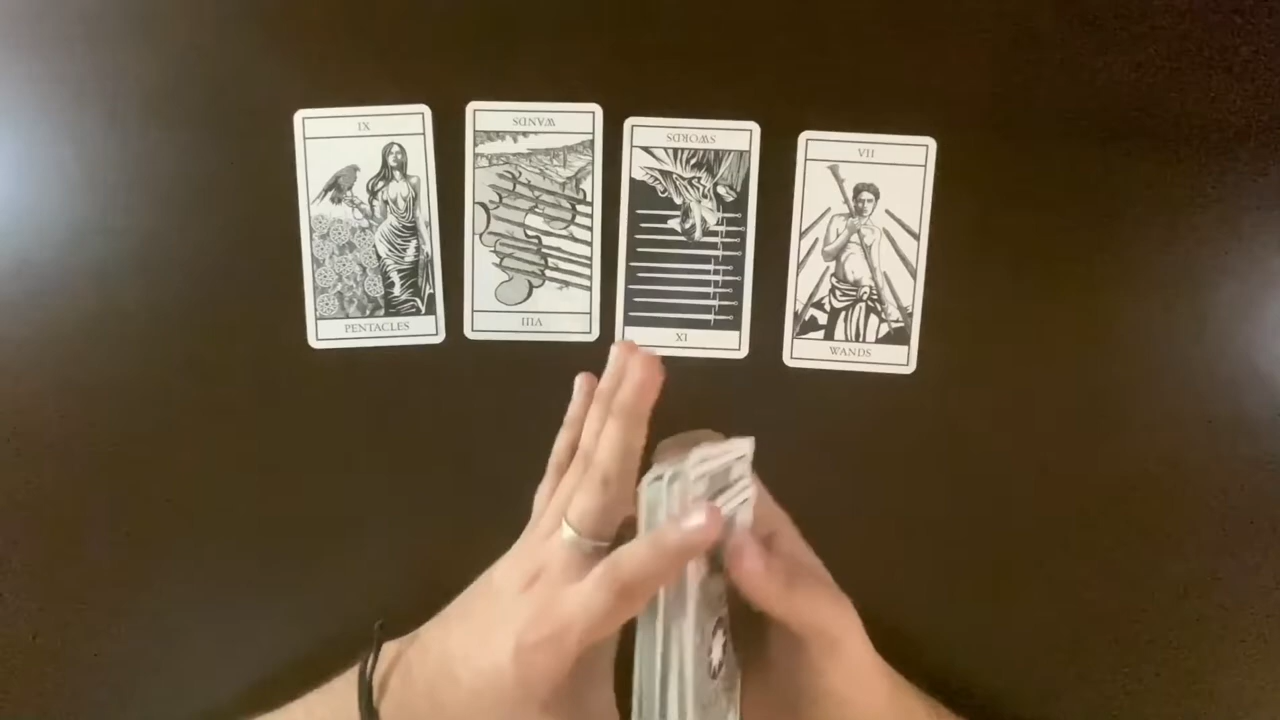 IX
PENTACLES
WANDS
VIII
SWORDS
IX
VII
WANDS